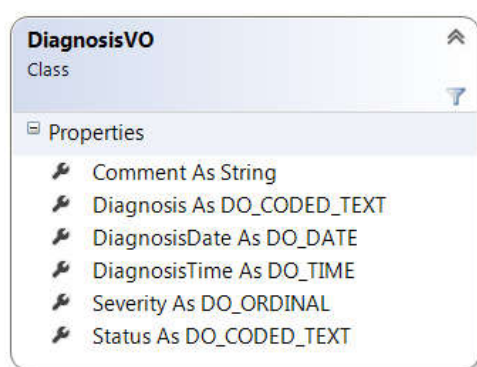 DiagnosisVO
Class
Properties
Comment As String
Diagnosis As DO_CODED_TEXT
DiagnosisDate As DO_DATE
DiagnosisTime As DO_TIME
Severity As DO_ORDINAL
Status As DO_CODED_TEXT